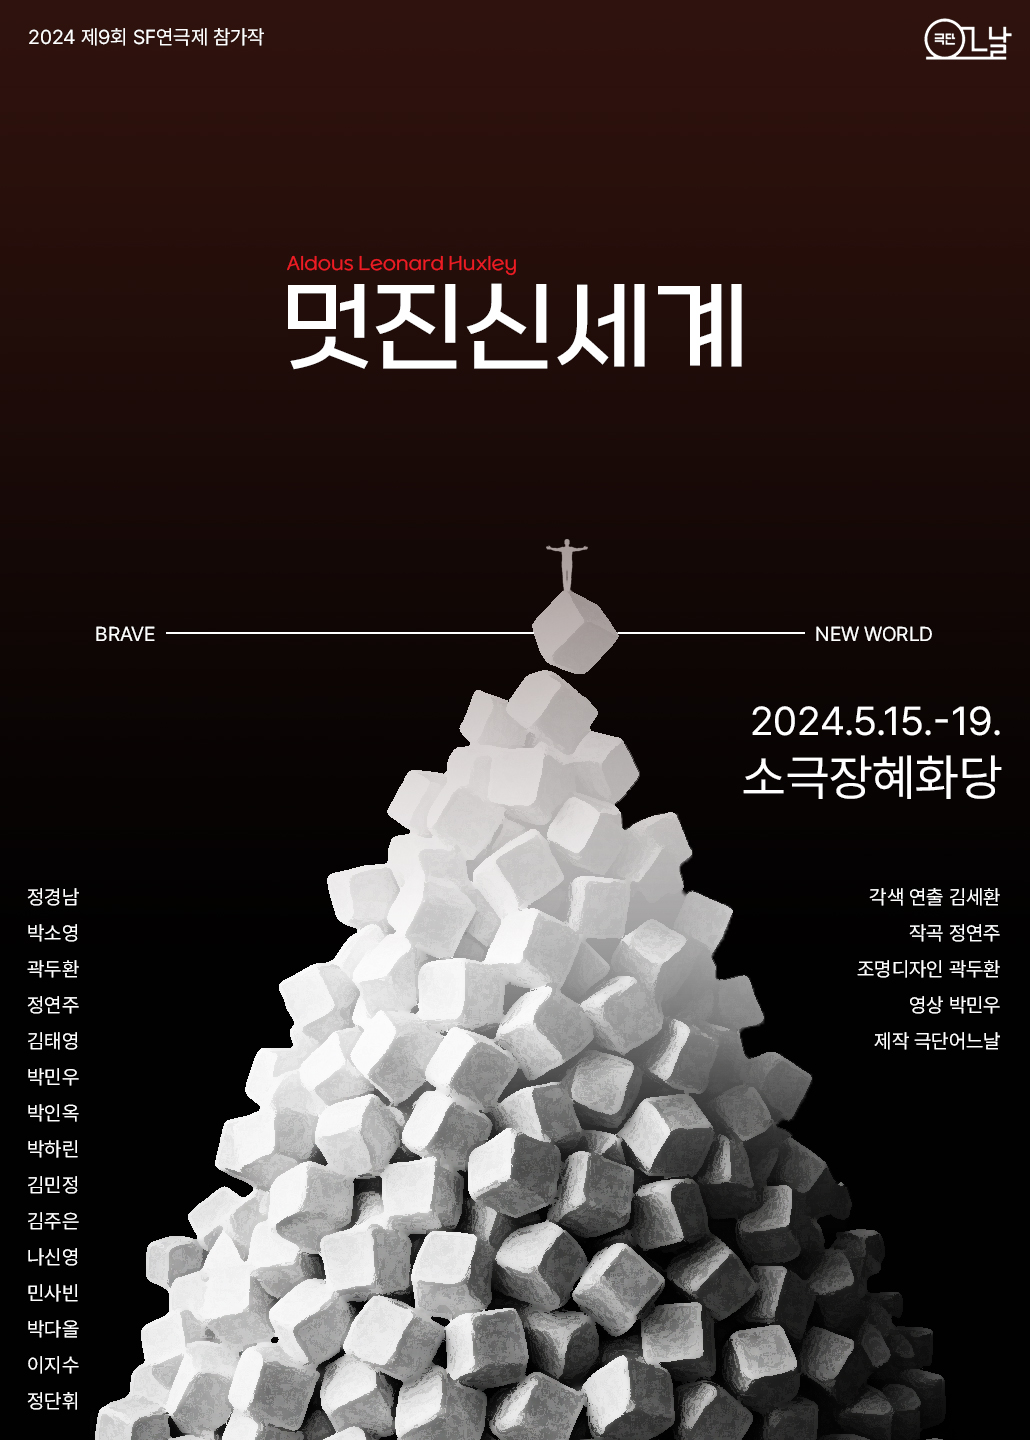 2024 제9회 SF연극제 참가작
극단 어느날
Aldous Leonard Huxley
멋진신세계
BRAVE
NEW WORLD
2024.5.15.-19.
소극장혜화당
정경남
박소영
곽두환
정연주
김태영
박민우
박인옥
박하린
김민정
김주은
나신영
민사빈
박다올
이지수
정단휘
각색 연출 김세환
작곡 정연주
조명디자인 곽두환
영상 박민우
제작 극단어느날